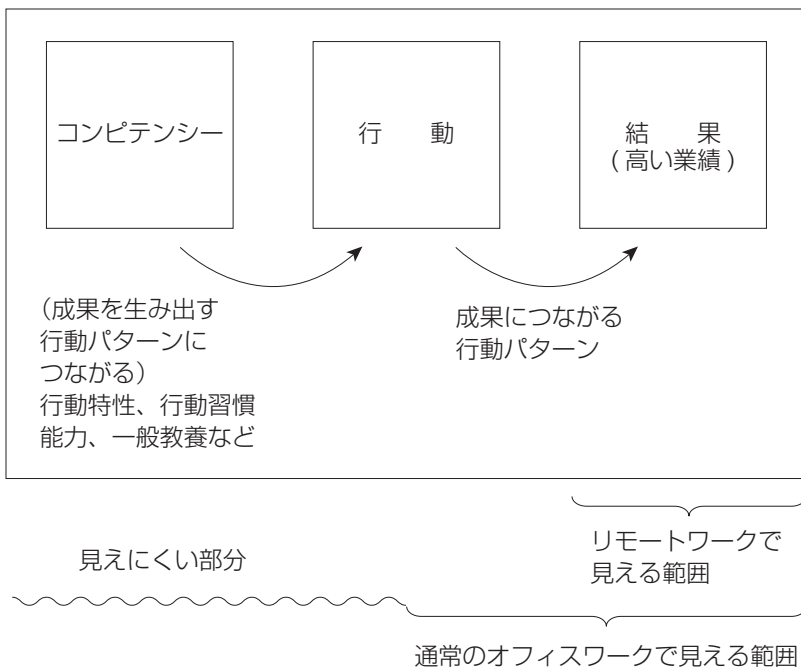 コンピテンシー
行　動
結　果
(高い業績)
(成果を生み出す
行動パターンに
つながる)
行動特性、行動習慣
能力、一般教養など
成果につながる
行動パターン
見えにくい部分
リモートワークで
見える範囲
通常のオフィスワークで見える範囲